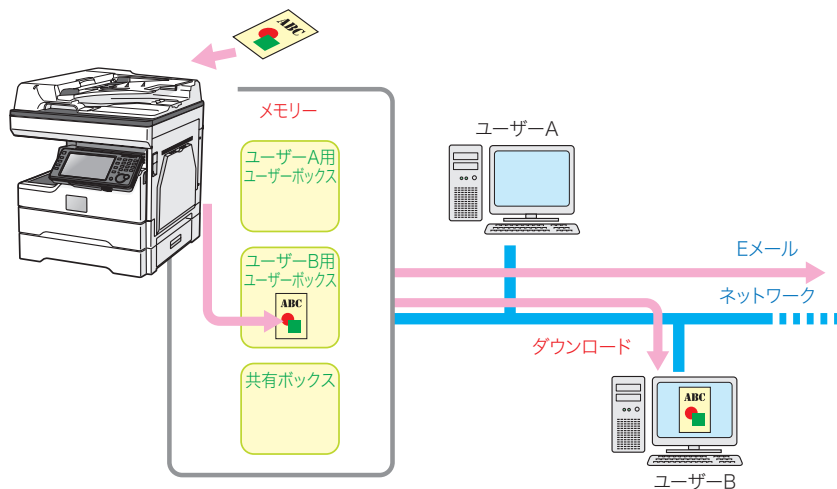 ABC
メモリー
ユーザーA用
ユーザーボックス
ユーザーB用
ユーザーボックス
ABC
共有ボックス
ユーザーA
Eメール
ネットワーク
ダウンロード
ABC
ユーザーB